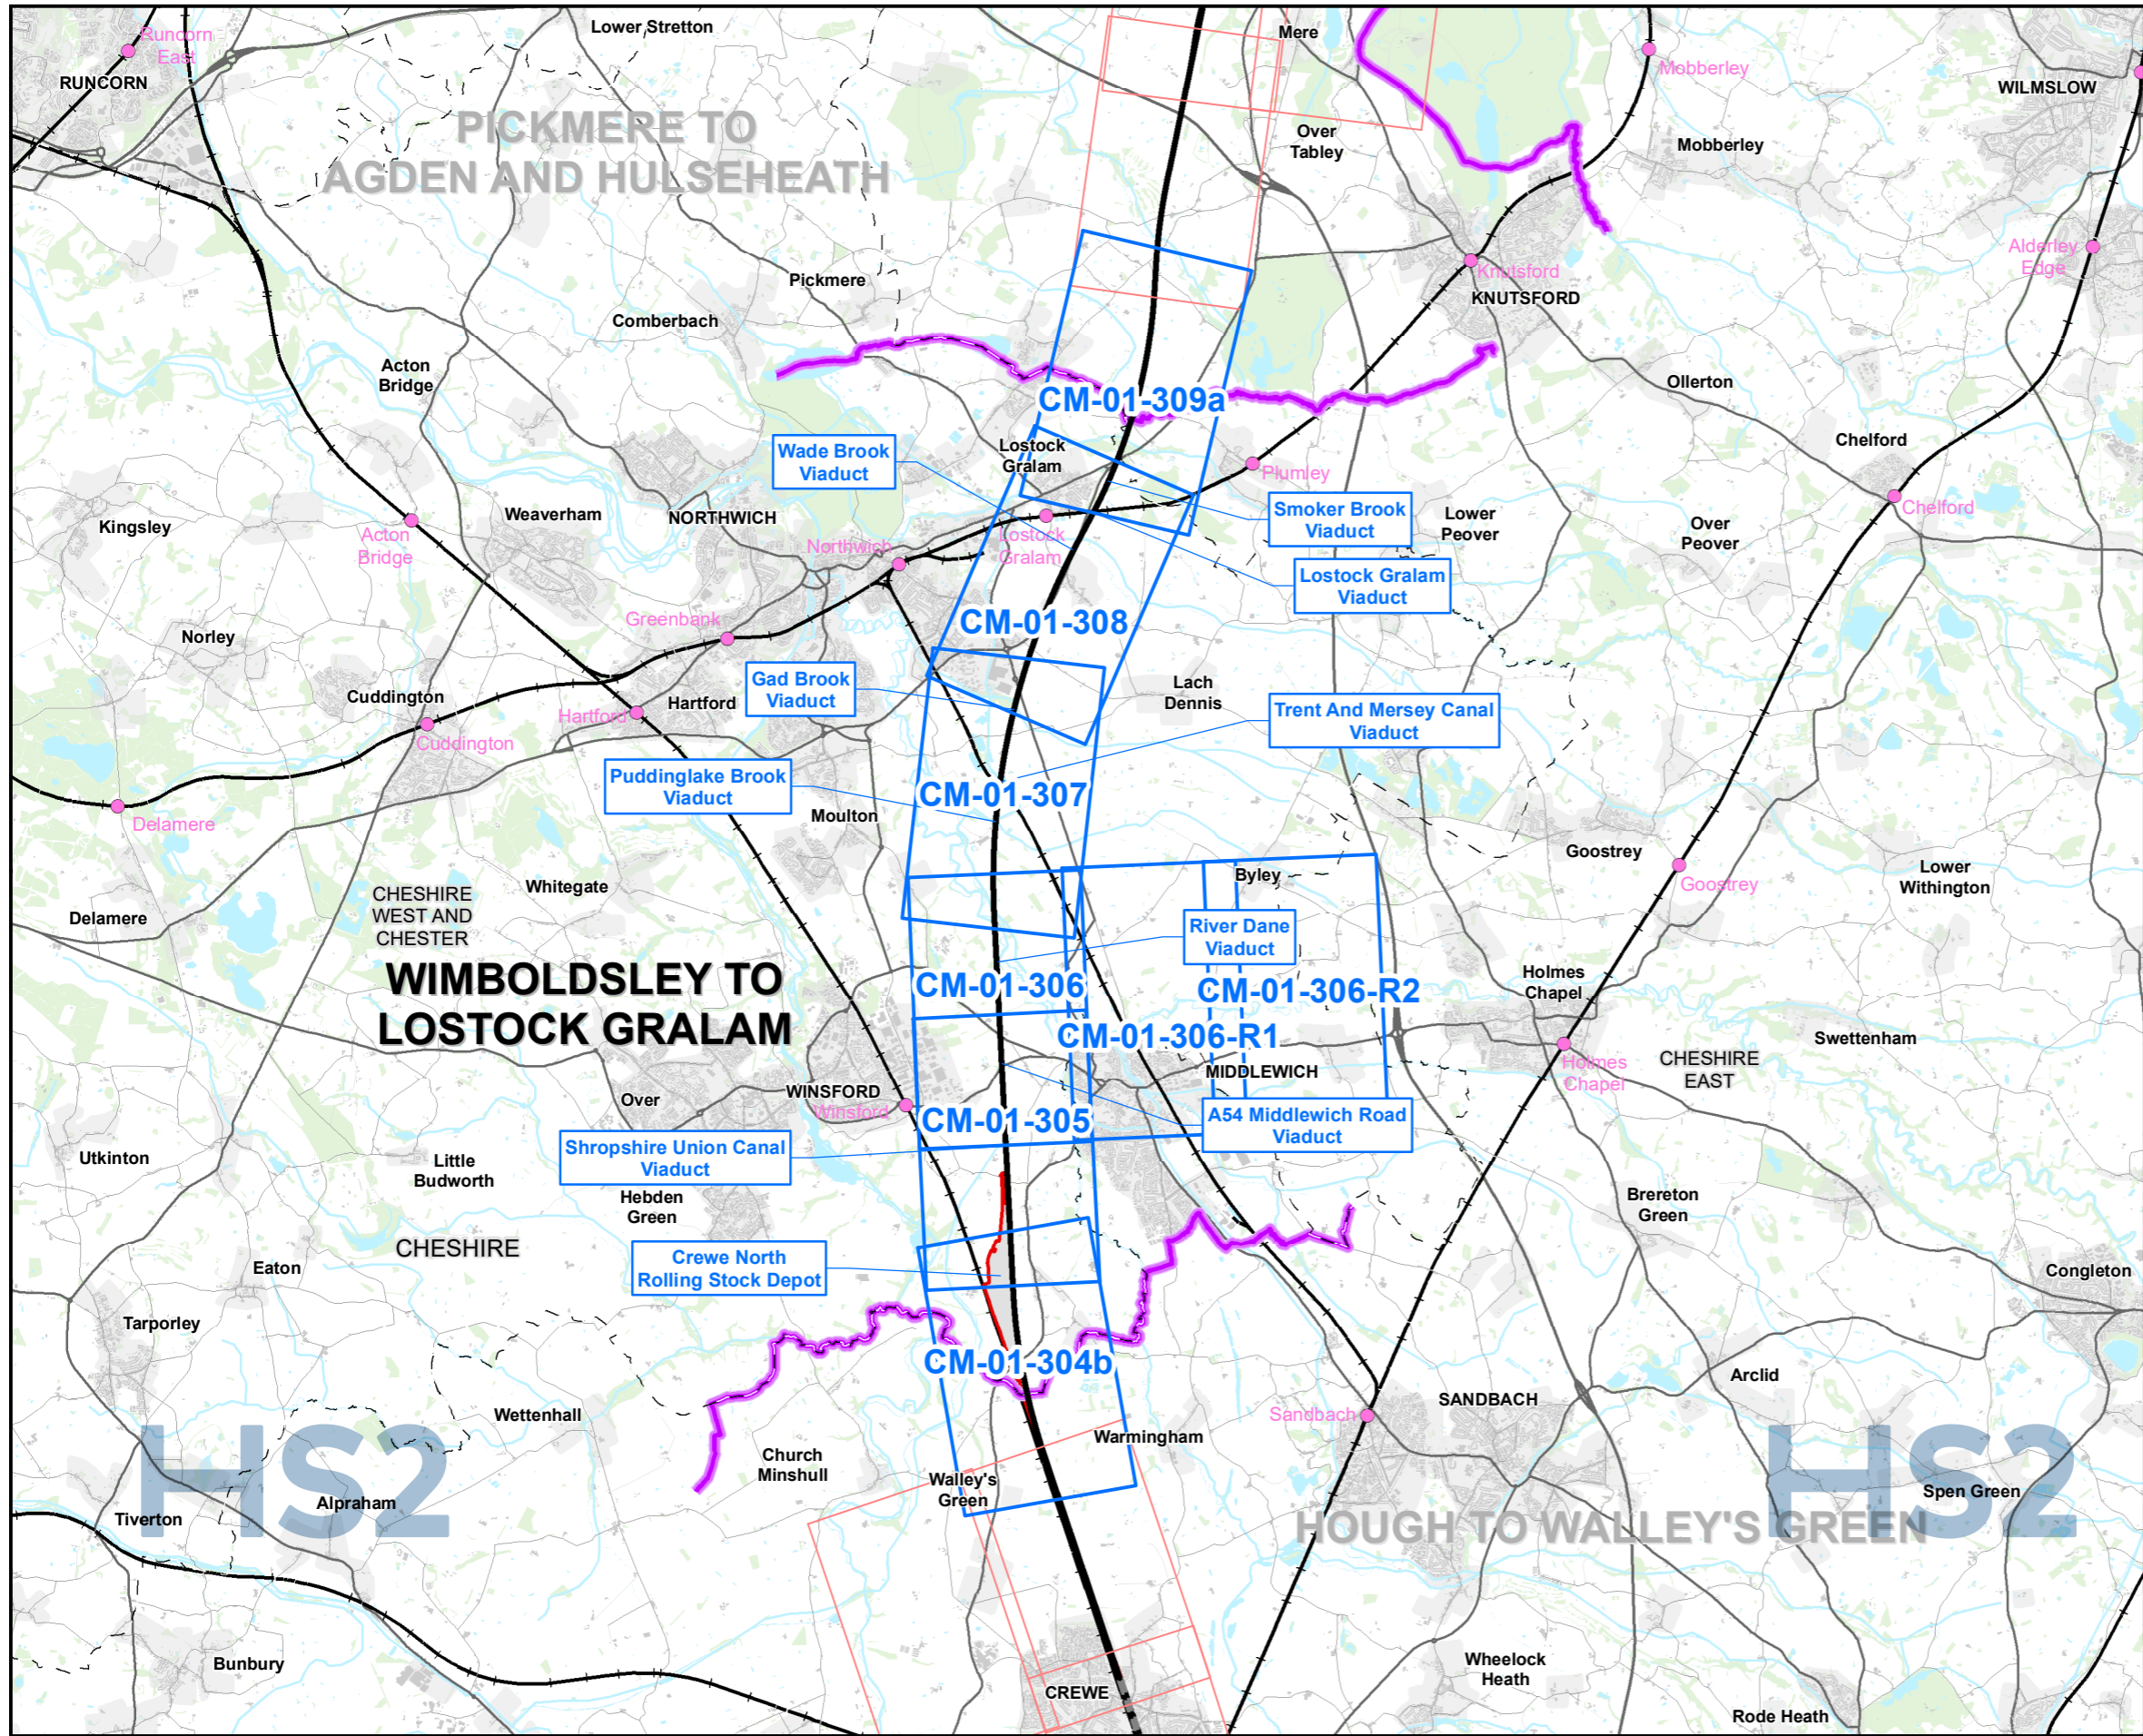 Runcorn
East
RUNCORN
Lower Stretton
Mere
Mobberley
WILMSLOW
PICKMERE TO
AGDEN AND HULSEHEATH
Over
Tabley
Mobberley
Alderley
Edge
Knutsford
KNUTSFORD
Pickmere
Comberbach
Acton
Bridge
Ollerton
CM-01-309a
Chelford
Wade Brook
Viaduct
Lostock
Gralam
Plumley
Chelford
Kingsley
Weaverham
NORTHWICH
Smoker Brook
Viaduct
Lower
Peover
Over
Peover
Acton
Bridge
Northwich
Lostock
Gralam
Lostock Gralam
Viaduct
Greenbank
CM-01-308
Norley
Cuddington
Gad Brook
Viaduct
Lach
Dennis
Hartford
Hartford
Cuddington
Trent And Mersey Canal
Viaduct
Puddinglake Brook
Viaduct
CM-01-307
Delamere
Moulton
Goostrey
Goostrey
Lower
Withington
Byley
Whitegate
CHESHIRE
WEST AND
CHESTER
Delamere
River Dane
Viaduct
WIMBOLDSLEY TO
LOSTOCK GRALAM
CM-01-306
CM-01-306-R2
Holmes
Chapel
CM-01-306-R1
Swettenham
Holmes
Chapel
CHESHIRE
EAST
MIDDLEWICH
WINSFORD
Over
Winsford
CM-01-305
A54 Middlewich Road
Viaduct
Shropshire Union Canal
Viaduct
Utkinton
Little
Budworth
Hebden
Green
Brereton
Green
CHESHIRE
Eaton
Crewe North
Rolling Stock Depot
Congleton
Tarporley
CM-01-304b
Arclid
SANDBACH
Sandbach
Wettenhall
Warmingham
Church
Minshull
Walley's
Green
HS2
HS2
Alpraham
Spen Green
Tiverton
HOUGH TO WALLEY'S GREEN
Bunbury
Wheelock
Heath
CREWE
Rode Heath